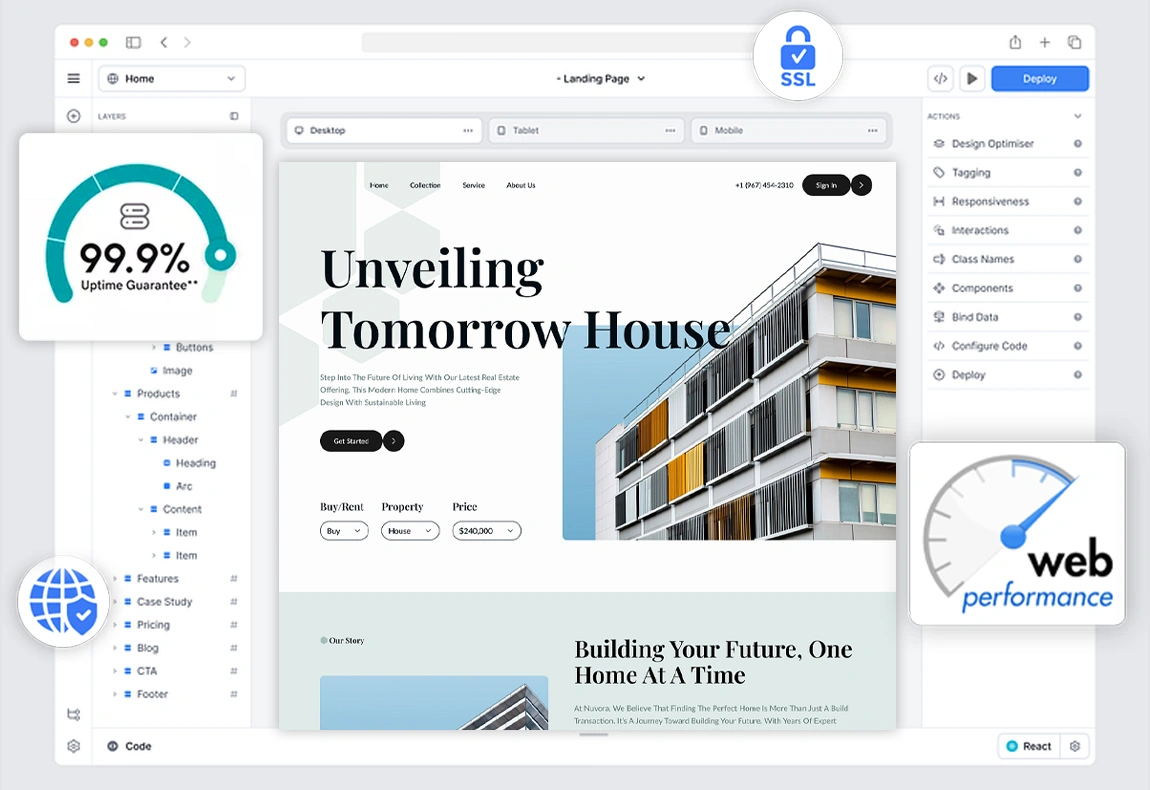 SSL
Home
- Landing Page
Deploy
LAYERS
Desktop
Tablet
Mobile
ACTIONS
Design Optimiser
Tagging
Responsiveness
Interactions
Class Names
Components
Bind Data
Configure Code
Deploy
99.9%
Uptime Guarantee**
Buttons
Image
Products
Container
Header
Heading
Arc
Content
Item
Item
Features
Case Study
Pricing
Blog
CTA
Footer
Home Collection Service About Us
+1 (967) 454-2310 Sign In
Unveiling
Tomorrow House
Step Into The Future Of Living With Our Latest Real Estate
Offering. This Modern Home Combines Cutting-Edge
Design With Sustainable Living
Get Started
Buy/Rent Property Price
Buy House $240,000
Our Story
Building Your Future, One
Home At A Time
At Nuvora, We Believe That Finding The Perfect Home Is More Than Just A Build
Transaction. It's A Journey Toward Building Your Future. With Years Of Expert
web
performance
Code
React